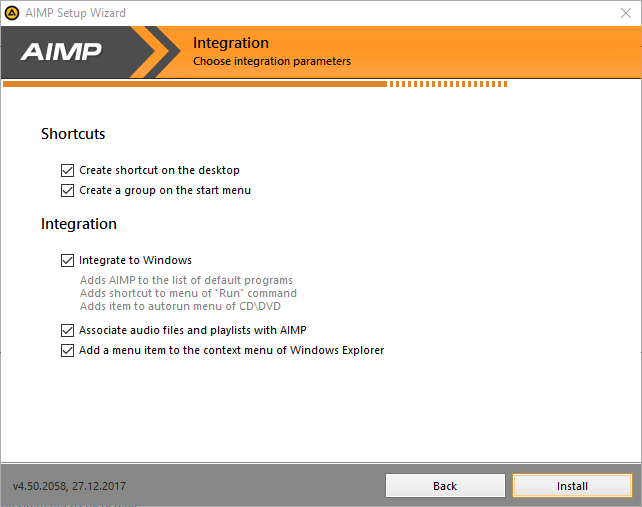 AIMP Setup Wizard
AIMP
Integration
Choose integration parameters
Shortcuts
Create shortcut on the desktop
Create a group on the start menu
Integration
Integrate to Windows
Adds AIMP to the list of default programs
Adds shortcut to menu of "Run" command
Adds item to autorun menu of CD\DVD
Associate audio files and playlists with AIMP
Add a menu item to the context menu of Windows Explorer
v4.50.2058, 27.12.2017
Back
Install